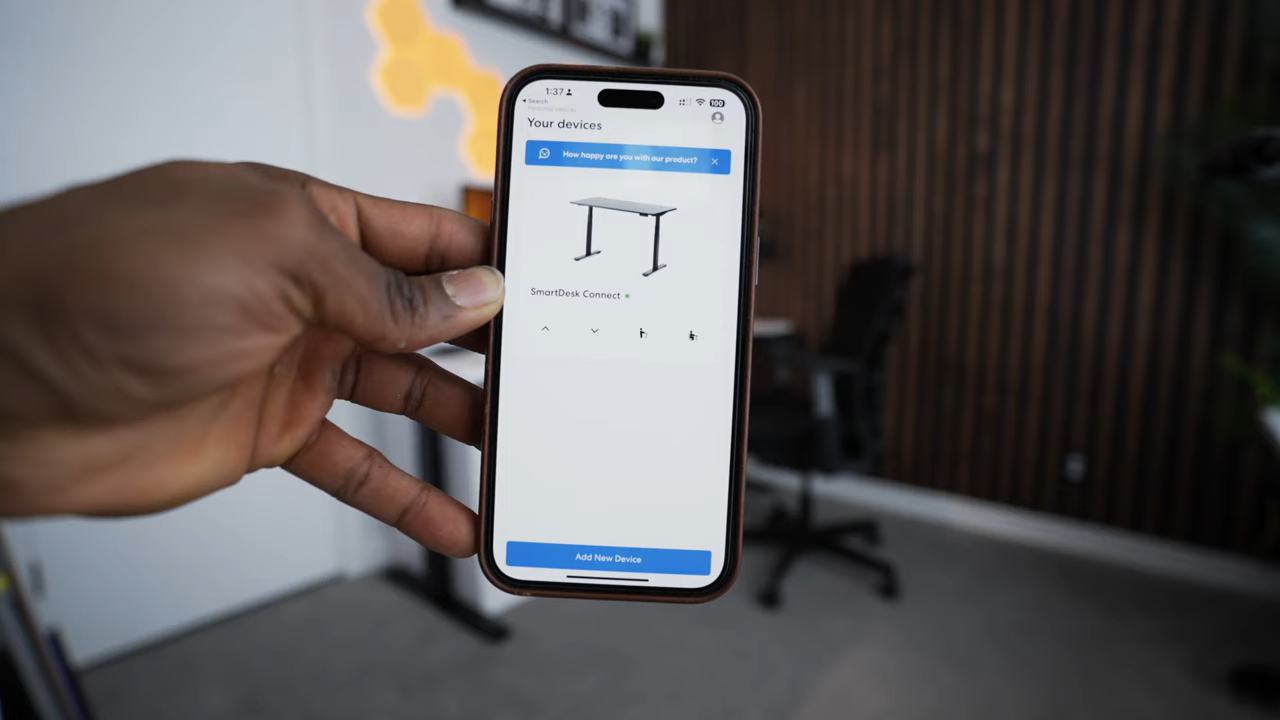 1:37
100
Search
Your devices
How happy are you with our product?
SmartDesk Connect
Add New Device